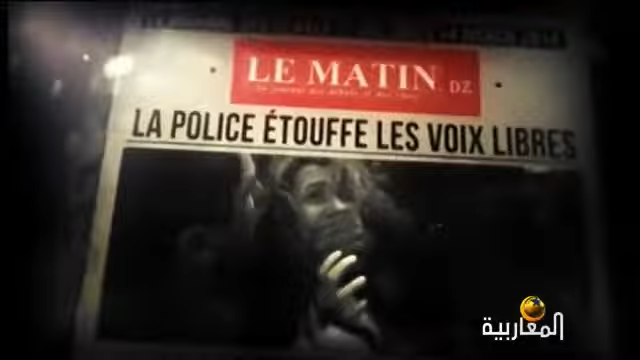 LE MATIN DZ
LA POLICE ÉTOUFFE LES VOIX LIBRES
المغاربية